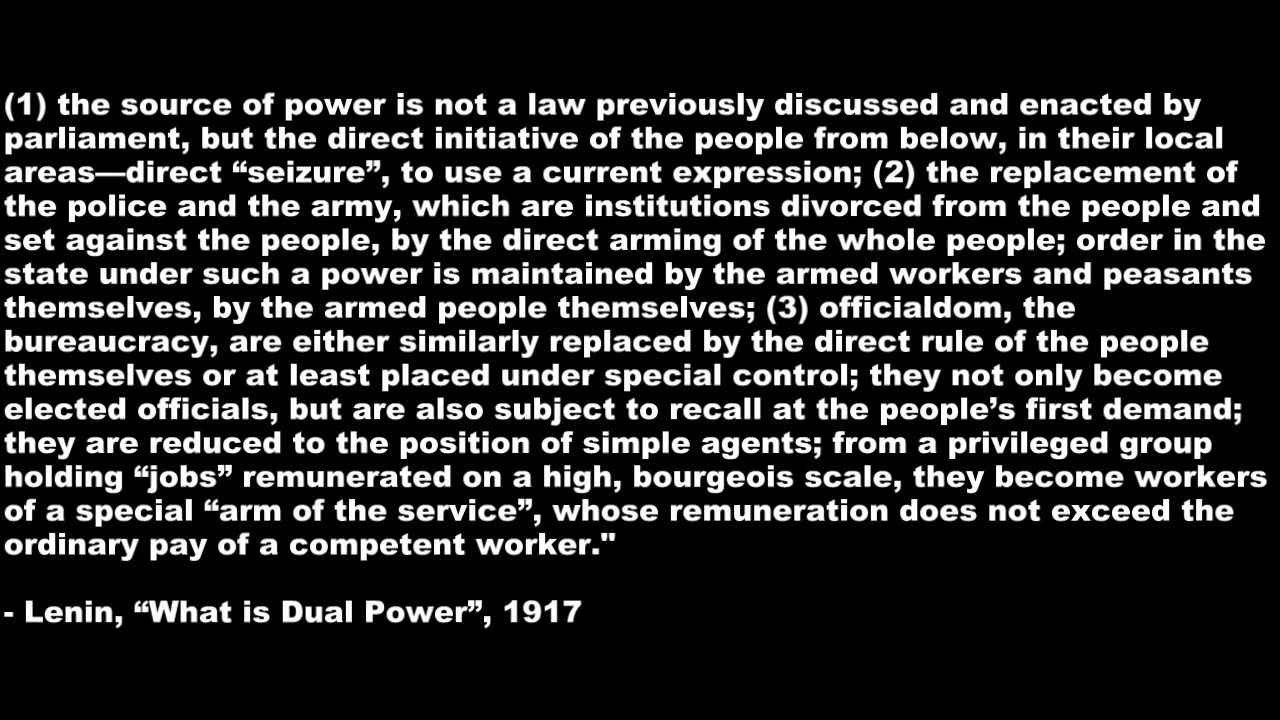 (1) the source of power is not a law previously discussed and enacted by
parliament, but the direct initiative of the people from below, in their local
areas—direct “seizure”, to use a current expression; (2) the replacement of
the police and the army, which are institutions divorced from the people and
set against the people, by the direct arming of the whole people; order in the
state under such a power is maintained by the armed workers and peasants
themselves, by the armed people themselves; (3) officialdom, the
bureaucracy, are either similarly replaced by the direct rule of the people
themselves or at least placed under special control; they not only become
elected officials, but are also subject to recall at the people’s first demand;
they are reduced to the position of simple agents; from a privileged group
holding “jobs” remunerated on a high, bourgeois scale, they become workers
of a special “arm of the service”, whose remuneration does not exceed the
ordinary pay of a competent worker."
- Lenin, “What is Dual Power”, 1917